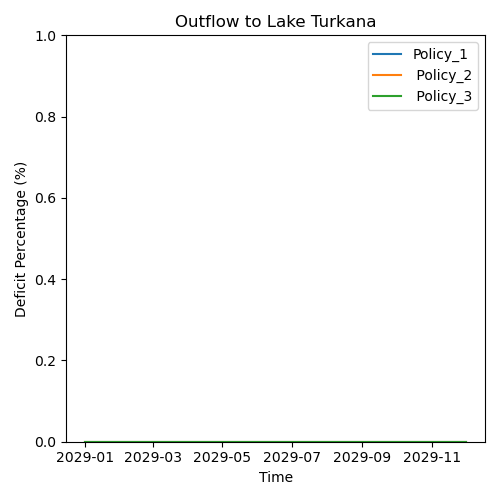 Outflow to Lake Turkana
1.0
0.8
0.6
0.4
0.2
0.0
Deficit Percentage (%)
Policy_1
Policy_2
Policy_3
2029-01 2029-03 2029-05 2029-07 2029-09 2029-11
Time